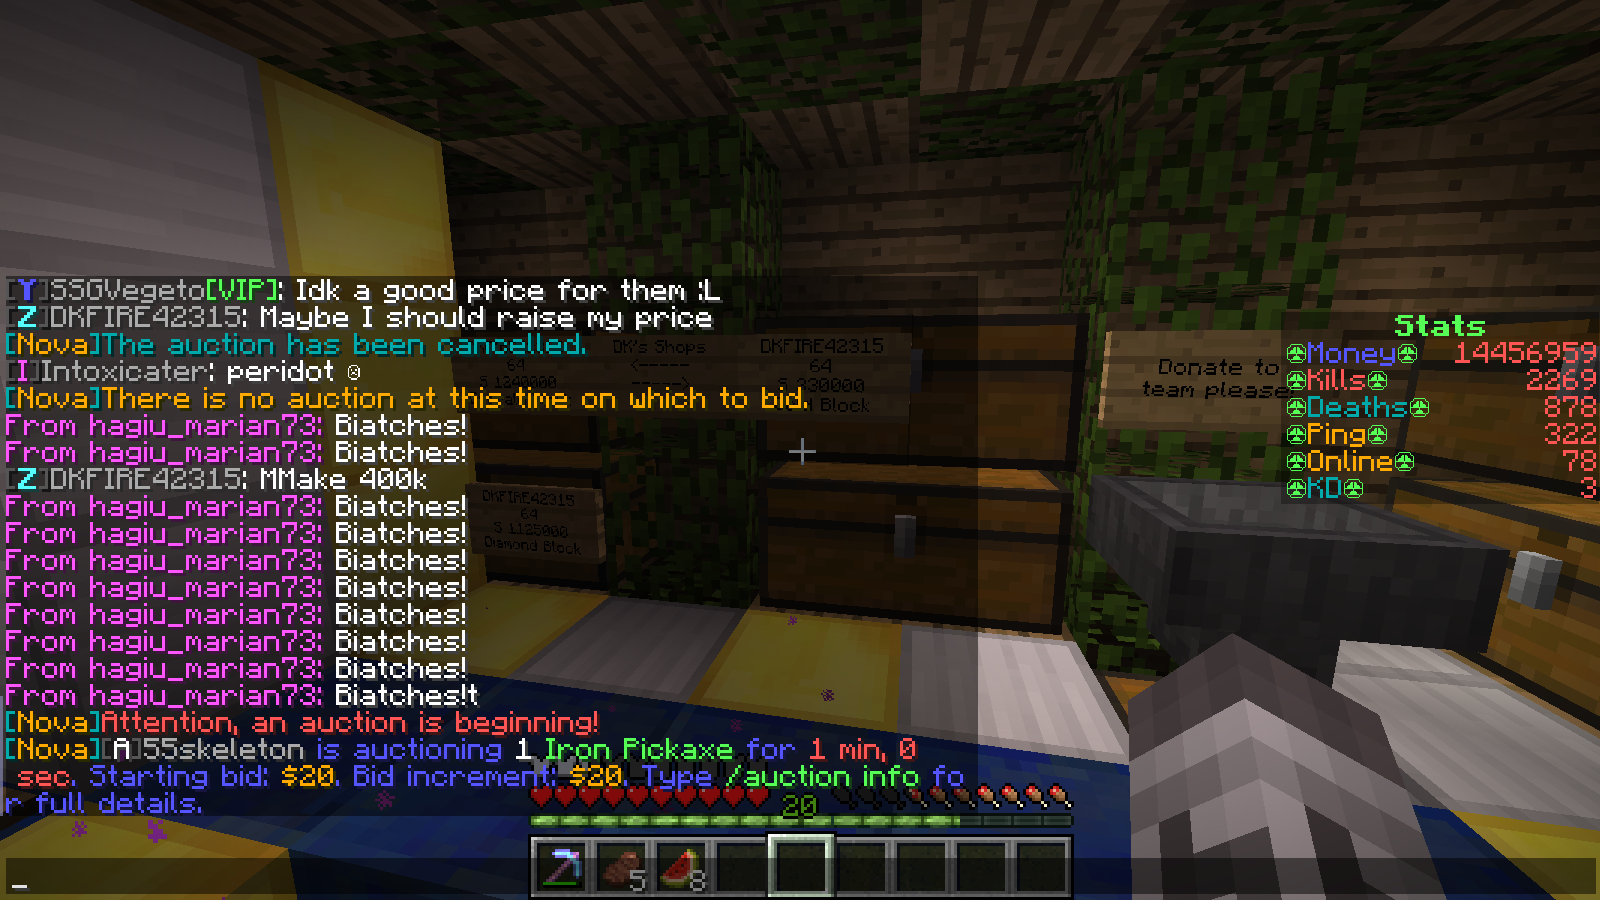 [Y]SSGVegeto[VIP]: Idk a good price for them :L
[Z]DKFIRE42315: Maybe I should raise my price
[Nova]The auction has been cancelled.
[I]Intoxicater: peridot
[Nova]There is no auction at this time on which to bid.
From hagiu_marian73: Biatches!
From hagiu_marian73: Biatches!
[Z]DKFIRE42315: MMake 400k
From hagiu_marian73: Biatches!
From hagiu_marian73: Biatches!
From hagiu_marian73: Biatches!
From hagiu_marian73: Biatches!
From hagiu_marian73: Biatches!
From hagiu_marian73: Biatches!
From hagiu_marian73: Biatches!
From hagiu_marian73: Biatches!t
[Nova]Attention, an auction is beginning!
[Nova][A]55skeleton is auctioning 1 Iron Pickaxe for 1 min, 0
sec. Starting bid: $20. Bid increment: $20. Type /auction info fo
r full details.
64
S 1240000
DK's Shops
<-----
----->
DKFIRE42315
64
S 330000
Block
DKFIRE42315
64
S 1125000
Diamond Block
Donate to
team please
Stats
Money 14456959
Kills 2269
Deaths 878
Ping 322
Online 78
KD 3
20
5
8
_